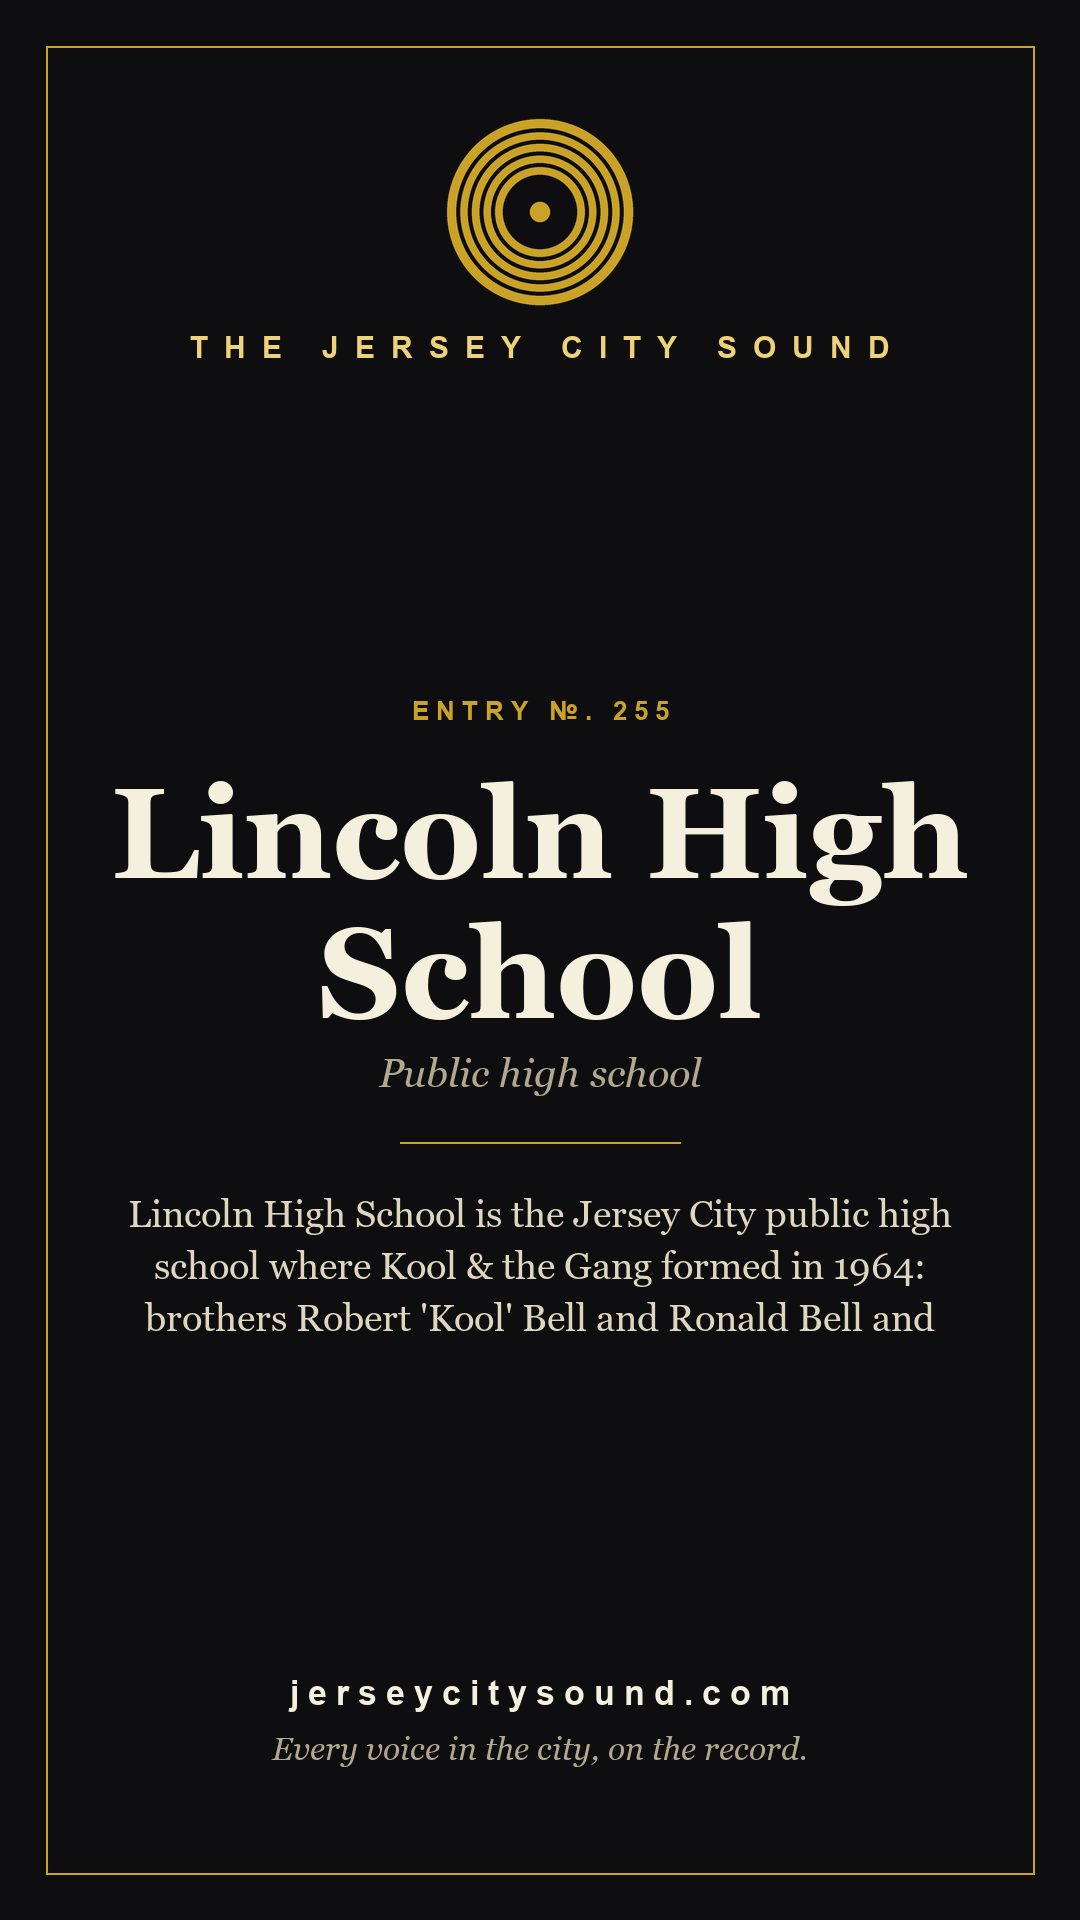 THE JERSEY CITY SOUND
ENTRY №. 255
Lincoln High
School
Public high school
Lincoln High School is the Jersey City public high
school where Kool & the Gang formed in 1964:
brothers Robert 'Kool' Bell and Ronald Bell and
jerseycitysound.com
Every voice in the city, on the record.